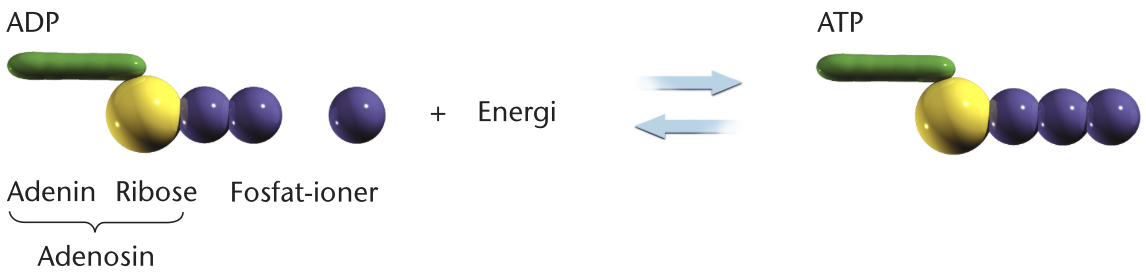 ADP
ATP
+ Energi
Adenin Ribose Fosfat-ioner
Adenosin